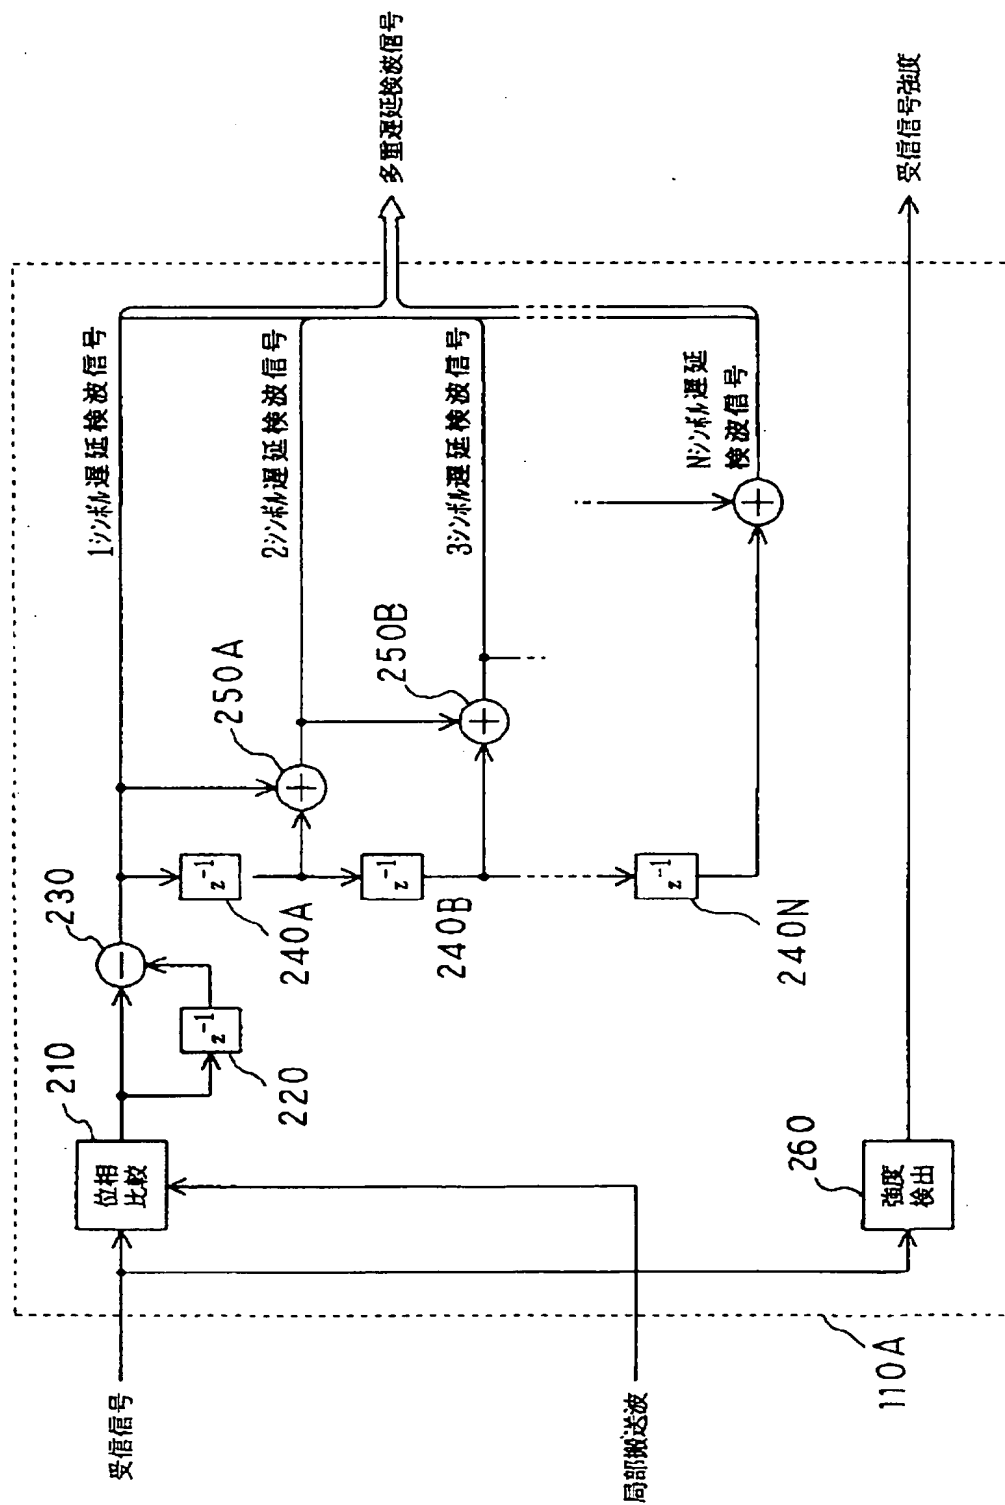 受信信号
局部搬送波
110A
位相
比較
210
z⁻¹
220
−
230
z⁻¹
240A
z⁻¹
240B
z⁻¹
240N
+
250A
+
250B
+
1シンボル遅延検波信号
2シンボル遅延検波信号
3シンボル遅延検波信号
Nシンボル遅延
検波信号
多重遅延検波信号
強度
検出
260
受信信号強度